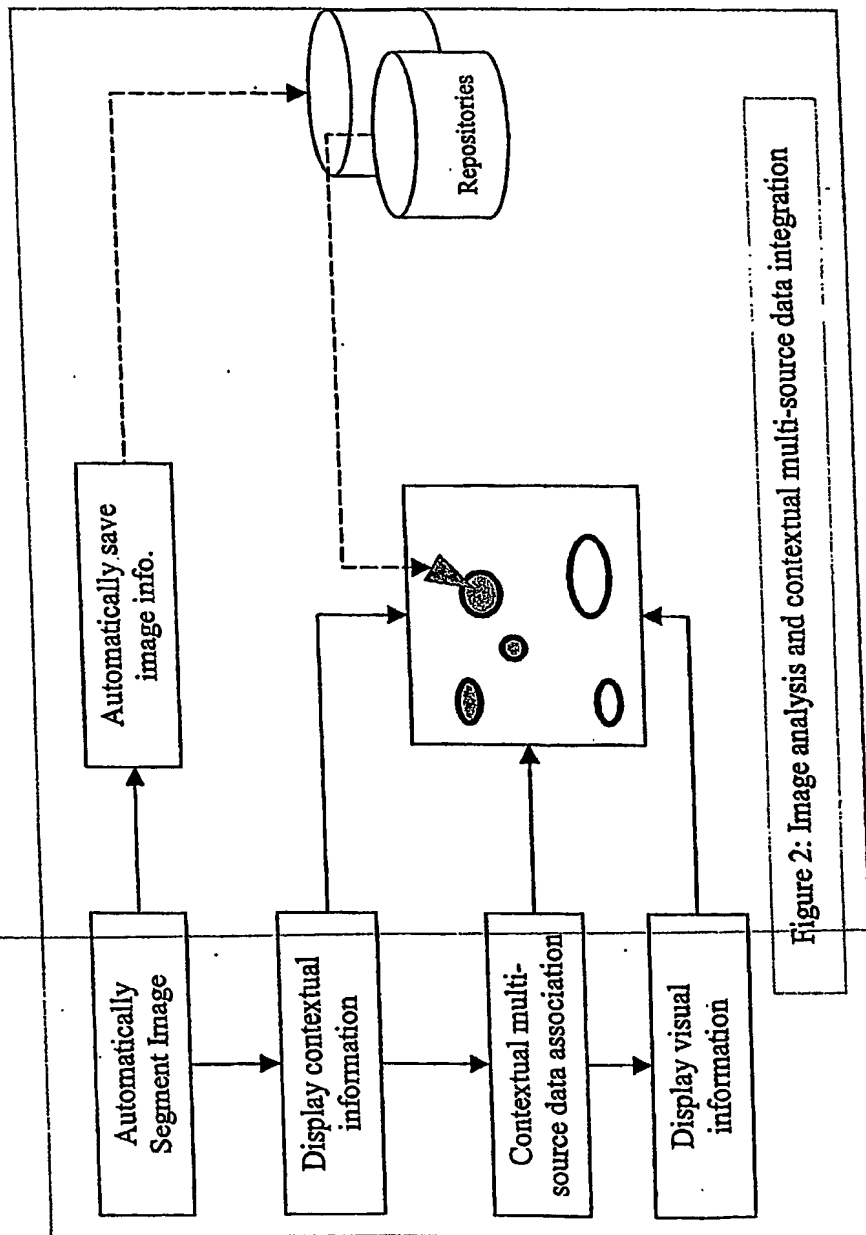 Automatically
Segment Image
Automatically save
image info.
Display contextual
information
Contextual multi-
source data association
Display visual
information
Repositories
Figure 2: Image analysis and contextual multi-source data integration